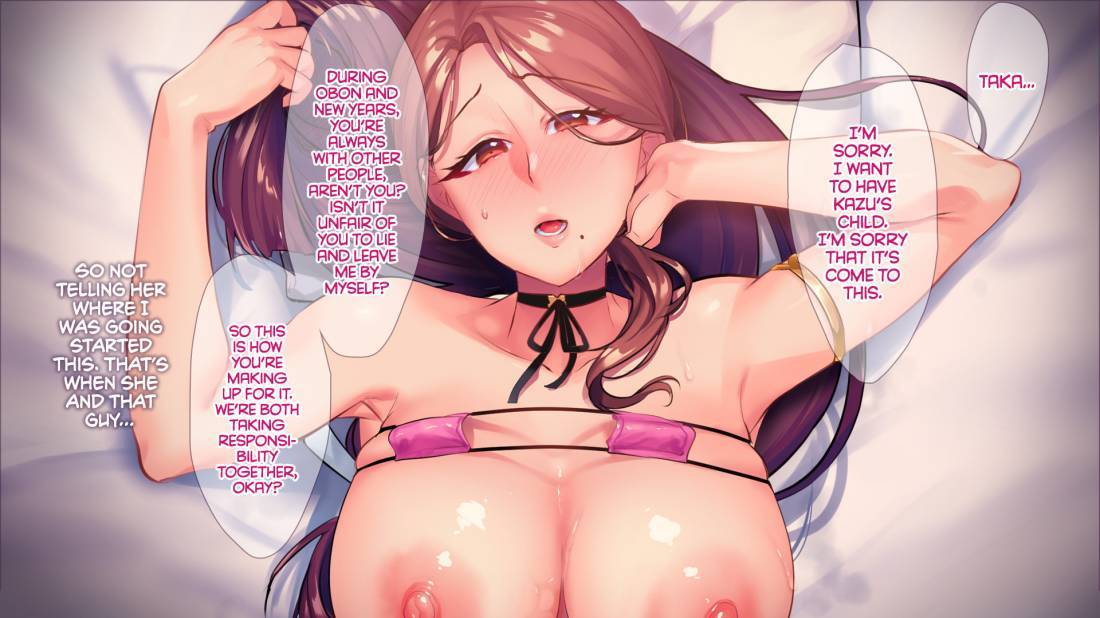 TAKA...
I'M
SORRY.
I WANT
TO HAVE
KAZU'S
CHILD.
I'M SORRY
THAT IT'S
COME TO
THIS.
DURING
OBON AND
NEW YEARS,
YOU'RE
ALWAYS
WITH OTHER
PEOPLE,
AREN'T YOU?
ISN'T IT
UNFAIR OF
YOU TO LIE
AND LEAVE
ME BY
MYSELF?
SO THIS
IS HOW
YOU'RE
MAKING
UP FOR IT.
WE'RE BOTH
TAKING
RESPONSI-
BILITY
TOGETHER,
OKAY?
SO NOT
TELLING HER
WHERE I
WAS GOING
STARTED
THIS. THAT'S
WHEN SHE
AND THAT
GUY...